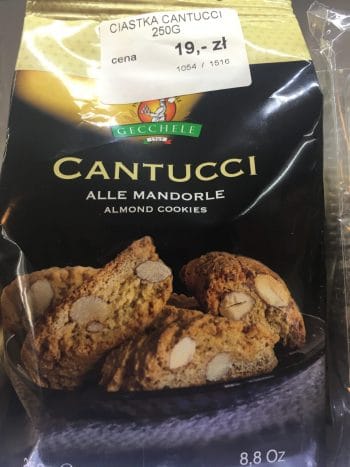 CIASTKA CANTUCCI
250G
cena 19,- zł
1054 / 1516
GECCHELE
CANTUCCI
ALLE MANDORLE
ALMOND COOKIES
8,8 Oz